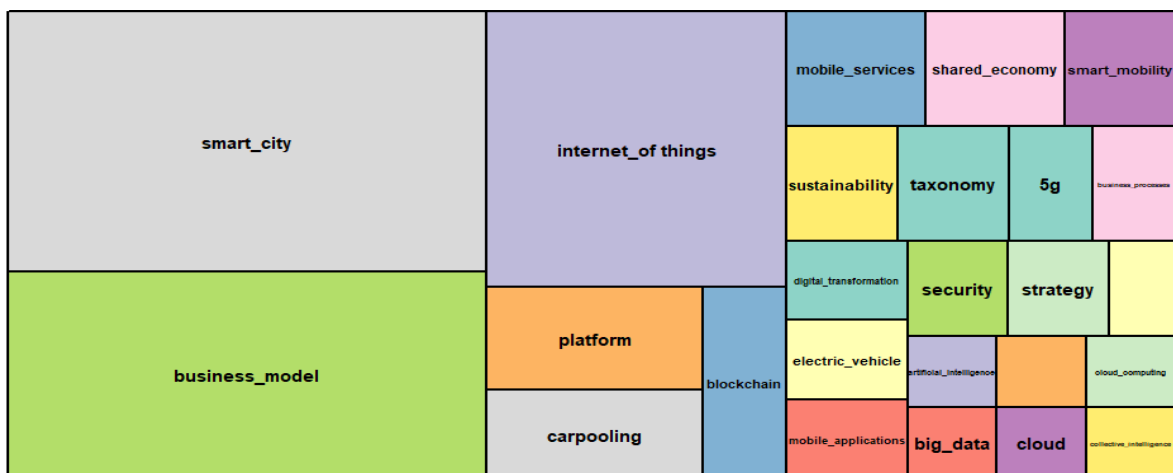 smart_city
business_model
internet_of things
platform
carpooling
blockchain
mobile_services
shared_economy
smart_mobility
sustainability
taxonomy
5g
business_processes
digital_transformation
electric_vehicle
mobile_applications
security
strategy
artificial_intelligence
cloud_computing
big_data
cloud
collective_intelligence